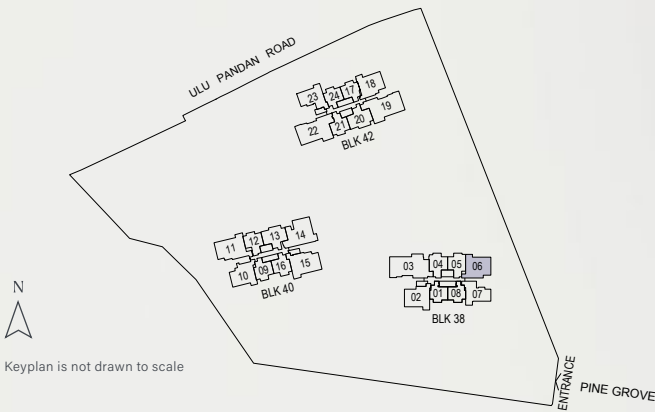 ULU PANDAN ROAD
23 24 17 18
22 21 20 19
BLK 42
11 12 13 14
10 09 16 15
BLK 40
03 04 05 06
02 01 08 07
BLK 38
N
Keyplan is not drawn to scale
ENTRANCE
PINE GROVE